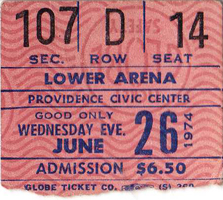 107 D 14
SEC. ROW SEAT
LOWER ARENA
PROVIDENCE CIVIC CENTER
GOOD ONLY
WEDNESDAY EVE.
JUNE 26 1974
ADMISSION $6.50
GLOBE TICKET CO.